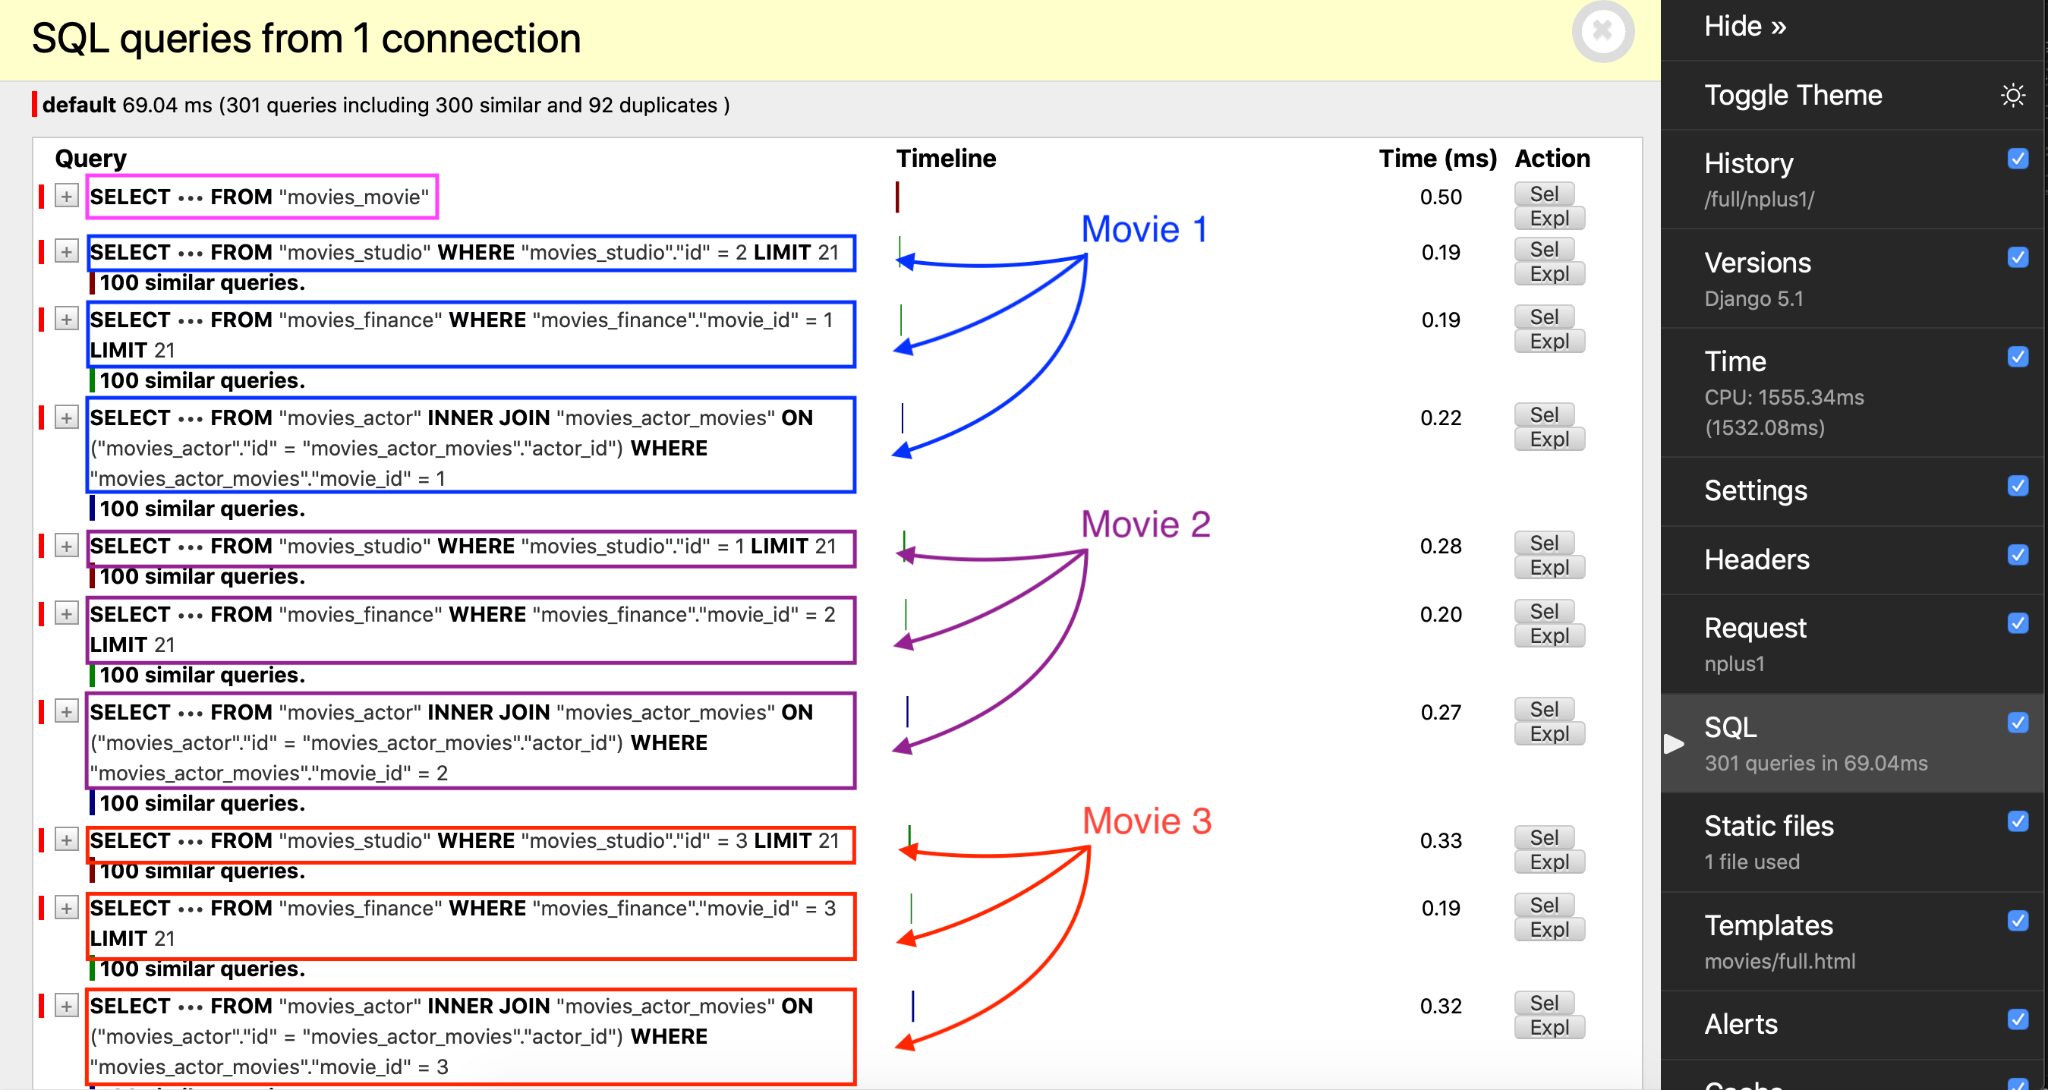 SQL queries from 1 connection
default 69.04 ms (301 queries including 300 similar and 92 duplicates )
Query Timeline Time (ms) Action
+ SELECT ••• FROM "movies_movie" 0.50 Sel
Expl
Movie 1
+ SELECT ••• FROM "movies_studio" WHERE "movies_studio"."id" = 2 LIMIT 21 0.19 Sel
Expl
100 similar queries.
+ SELECT ••• FROM "movies_finance" WHERE "movies_finance"."movie_id" = 1 0.19 Sel
LIMIT 21 Expl
100 similar queries.
+ SELECT ••• FROM "movies_actor" INNER JOIN "movies_actor_movies" ON 0.22 Sel
("movies_actor"."id" = "movies_actor_movies"."actor_id") WHERE Expl
"movies_actor_movies"."movie_id" = 1
100 similar queries.
Movie 2
+ SELECT ••• FROM "movies_studio" WHERE "movies_studio"."id" = 1 LIMIT 21 0.28 Sel
100 similar queries. Expl
+ SELECT ••• FROM "movies_finance" WHERE "movies_finance"."movie_id" = 2 0.20 Sel
LIMIT 21 Expl
100 similar queries.
+ SELECT ••• FROM "movies_actor" INNER JOIN "movies_actor_movies" ON 0.27 Sel
("movies_actor"."id" = "movies_actor_movies"."actor_id") WHERE Expl
"movies_actor_movies"."movie_id" = 2
100 similar queries.
Movie 3
+ SELECT ••• FROM "movies_studio" WHERE "movies_studio"."id" = 3 LIMIT 21 0.33 Sel
100 similar queries. Expl
+ SELECT ••• FROM "movies_finance" WHERE "movies_finance"."movie_id" = 3 0.19 Sel
LIMIT 21 Expl
100 similar queries.
+ SELECT ••• FROM "movies_actor" INNER JOIN "movies_actor_movies" ON 0.32 Sel
("movies_actor"."id" = "movies_actor_movies"."actor_id") WHERE Expl
"movies_actor_movies"."movie_id" = 3
Hide »
Toggle Theme
History
/full/nplus1/
Versions
Django 5.1
Time
CPU: 1555.34ms
(1532.08ms)
Settings
Headers
Request
nplus1
SQL
301 queries in 69.04ms
Static files
1 file used
Templates
movies/full.html
Alerts